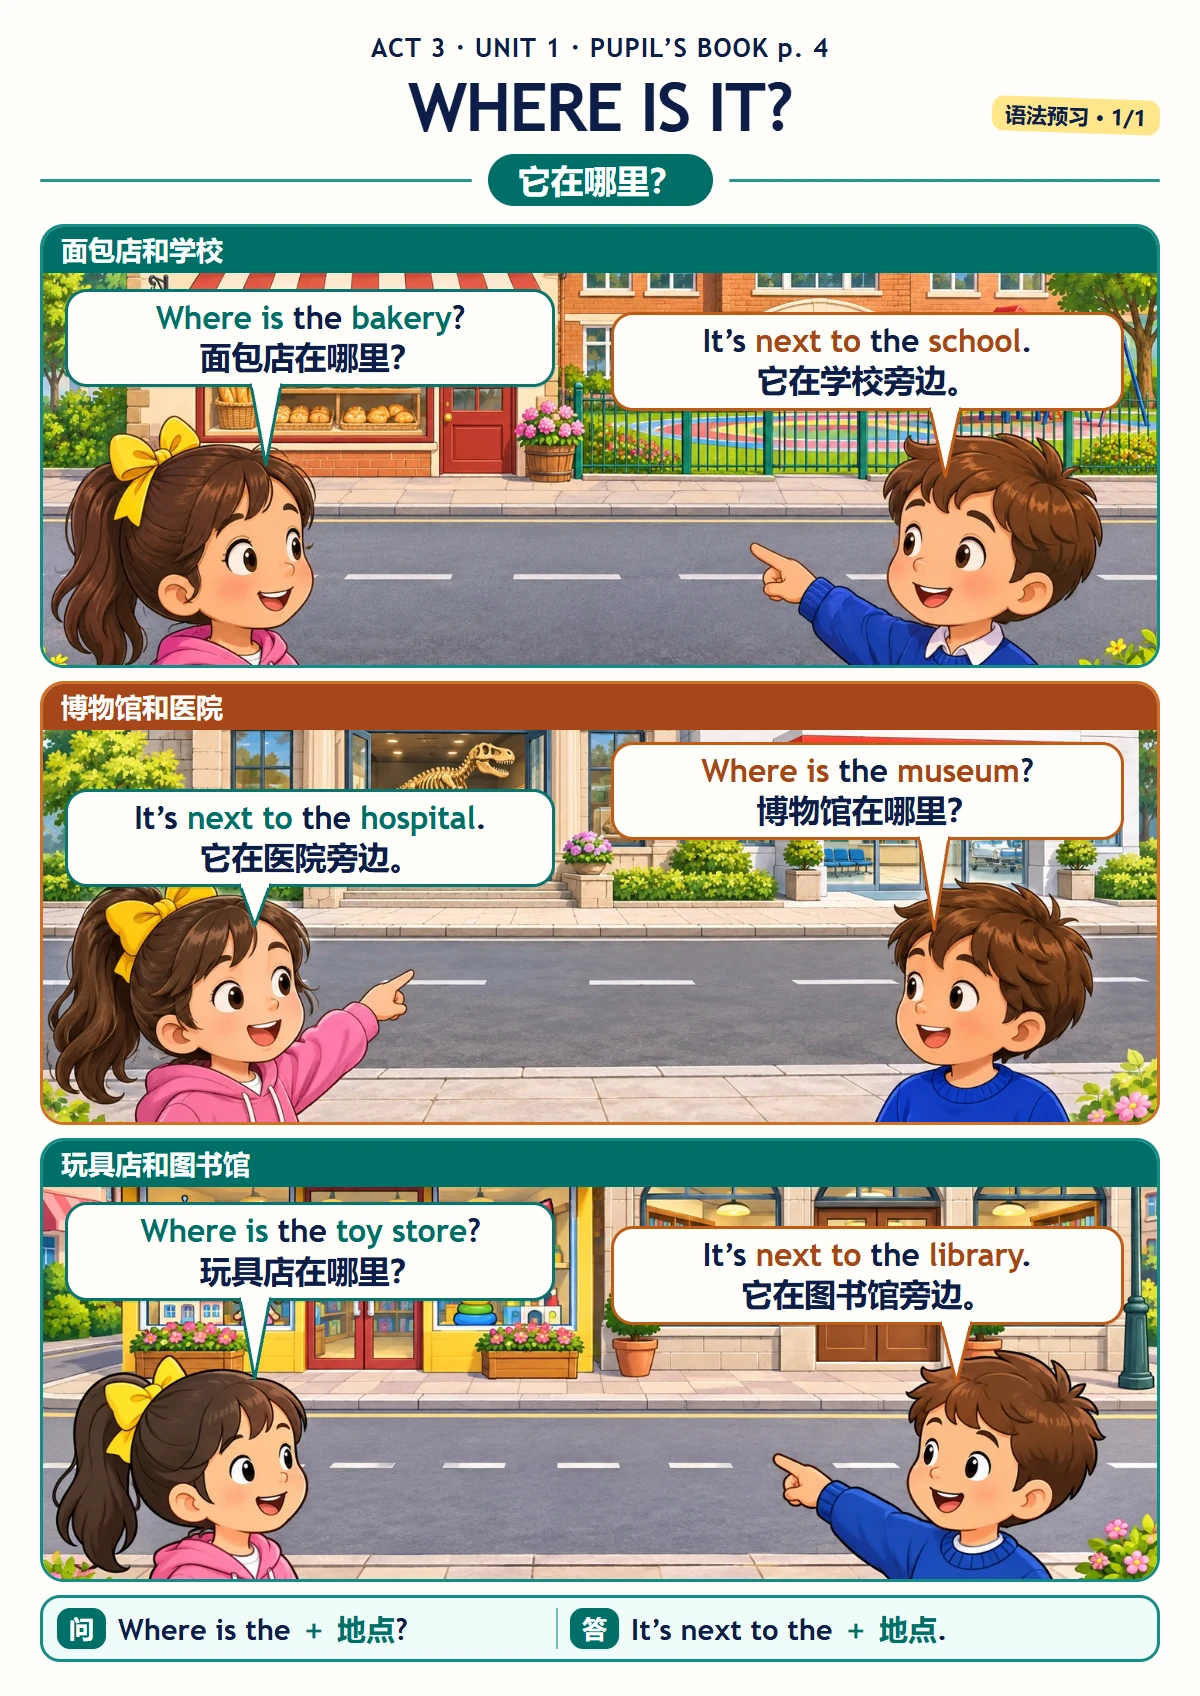 ACT 3 · UNIT 1 · PUPIL’S BOOK p. 4
WHERE IS IT?
语法预习 • 1/1
它在哪里？
面包店和学校
Where is the bakery?
面包店在哪里？
It’s next to the school.
它在学校旁边。
博物馆和医院
Where is the museum?
博物馆在哪里？
It’s next to the hospital.
它在医院旁边。
玩具店和图书馆
Where is the toy store?
玩具店在哪里？
It’s next to the library.
它在图书馆旁边。
问 Where is the + 地点?
答 It’s next to the + 地点.